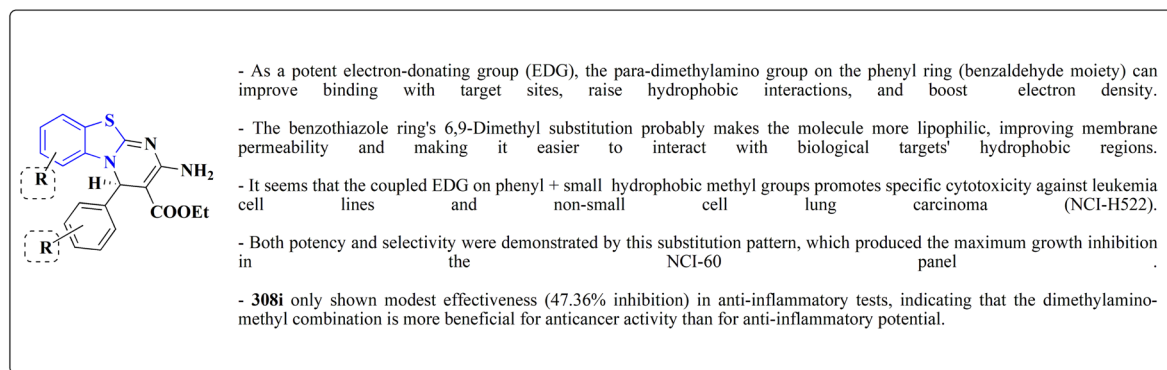 S
N
N
NH₂
R
H
COOEt
R
- As a potent electron-donating group (EDG), the para-dimethylamino group on the phenyl ring (benzaldehyde moiety) can
improve binding with target sites, raise hydrophobic interactions, and boost electron density.
- The benzothiazole ring's 6,9-Dimethyl substitution probably makes the molecule more lipophilic, improving membrane
permeability and making it easier to interact with biological targets' hydrophobic regions.
- It seems that the coupled EDG on phenyl + small hydrophobic methyl groups promotes specific cytotoxicity against leukemia
cell lines and non-small cell lung carcinoma (NCI-H522).
- Both potency and selectivity were demonstrated by this substitution pattern, which produced the maximum growth inhibition
in the NCI-60 panel .
- 308i only shown modest effectiveness (47.36% inhibition) in anti-inflammatory tests, indicating that the dimethylamino-
methyl combination is more beneficial for anticancer activity than for anti-inflammatory potential.